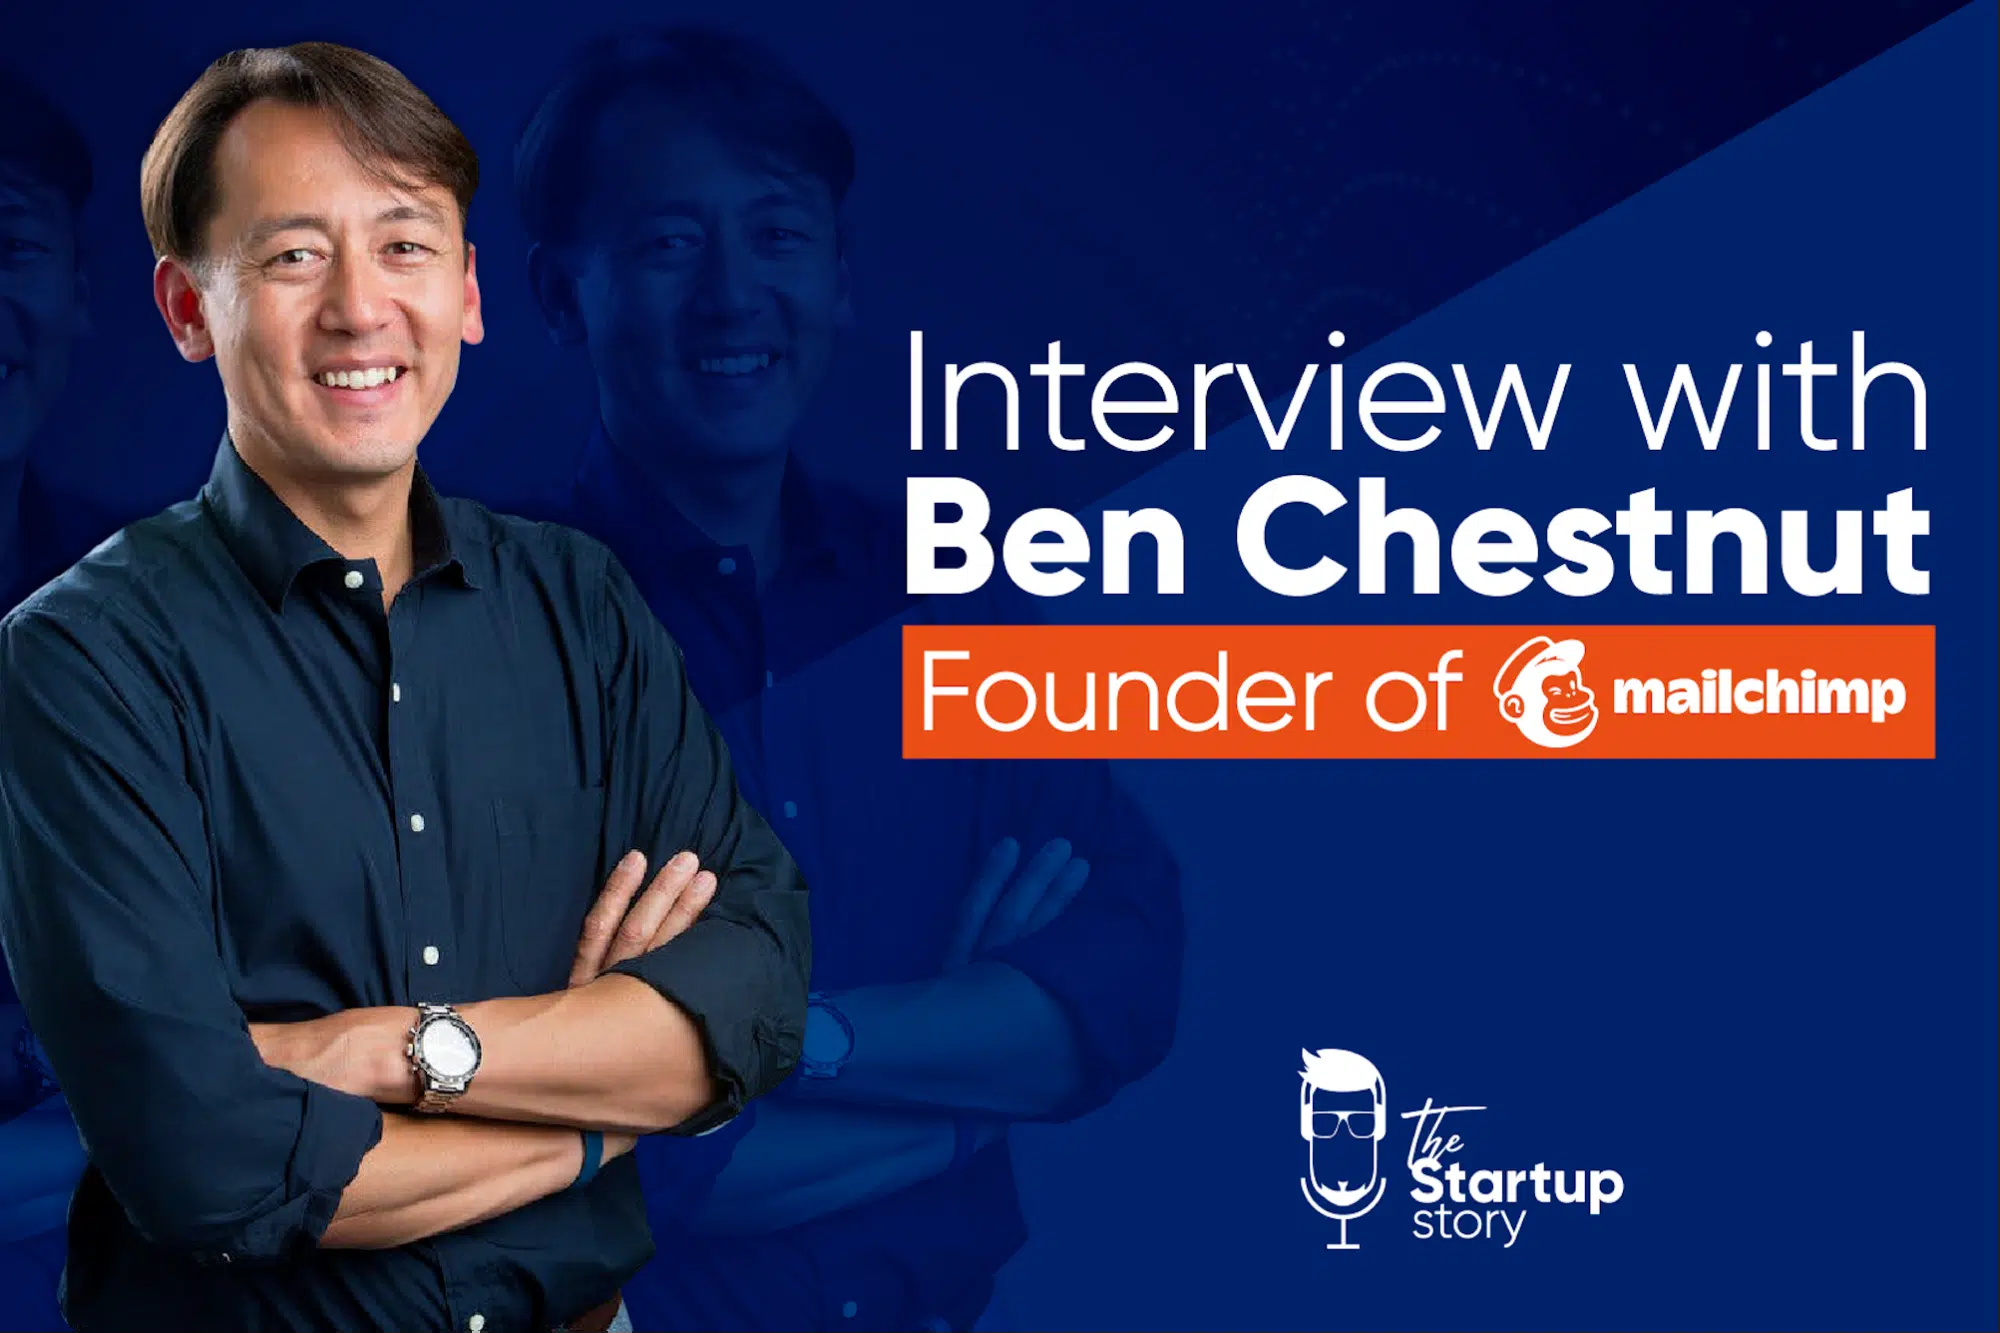 Interview with
Ben Chestnut
Founder of mailchimp
The
Startup
story